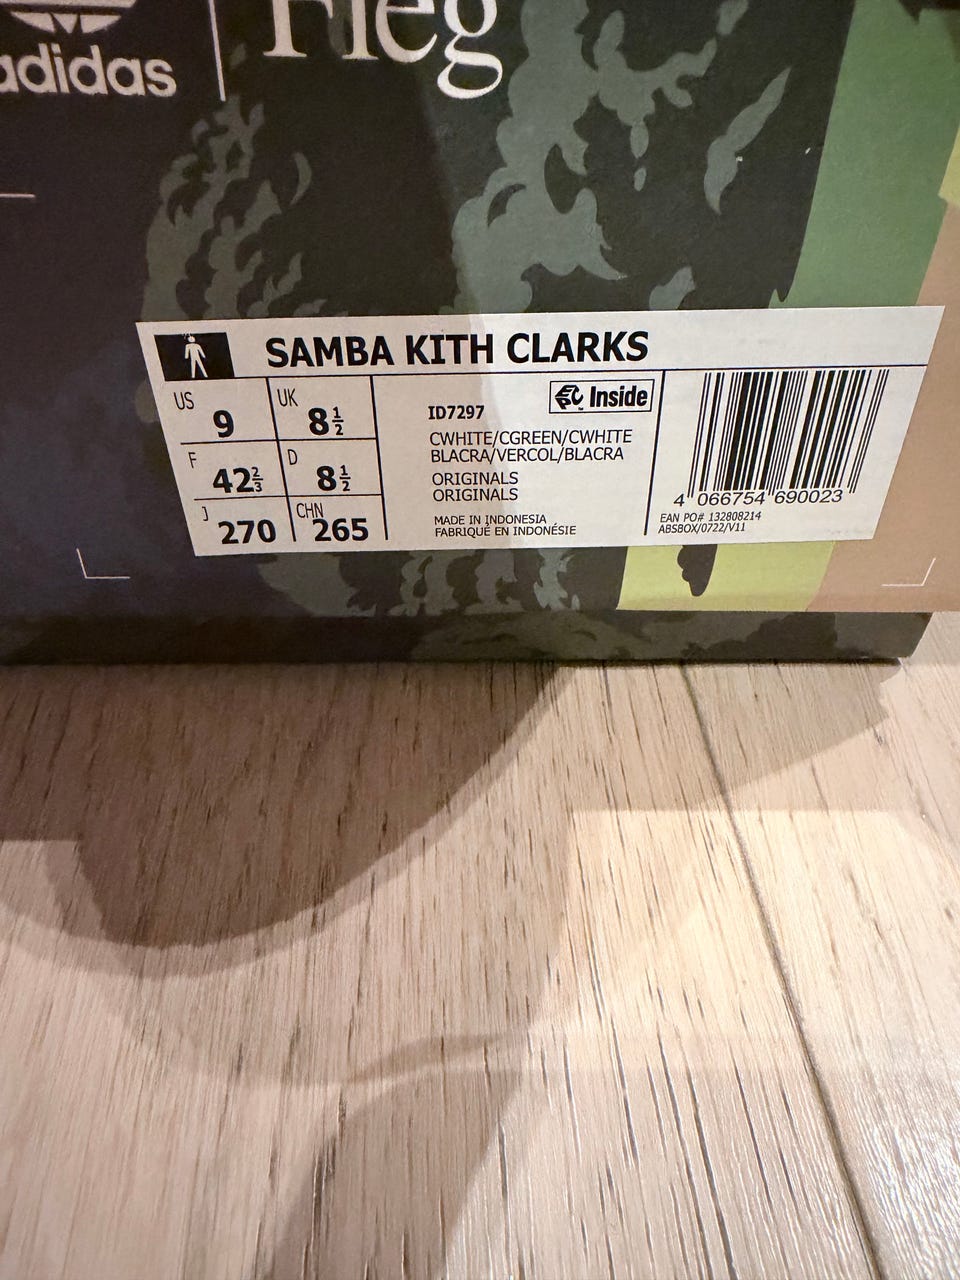 adidas
Fieg
SAMBA KITH CLARKS
US 9 UK 8½
F 42⅔ D 8½
J 270 CHN 265
Inside
ID7297
CWHITE/CGREEN/CWHITE
BLACRA/VERCOL/BLACRA
ORIGINALS
ORIGINALS
MADE IN INDONESIA
FABRIQUÉ EN INDONÉSIE
4 066754 690023
EAN PO# 132808214
ABSBOX/0722/V11